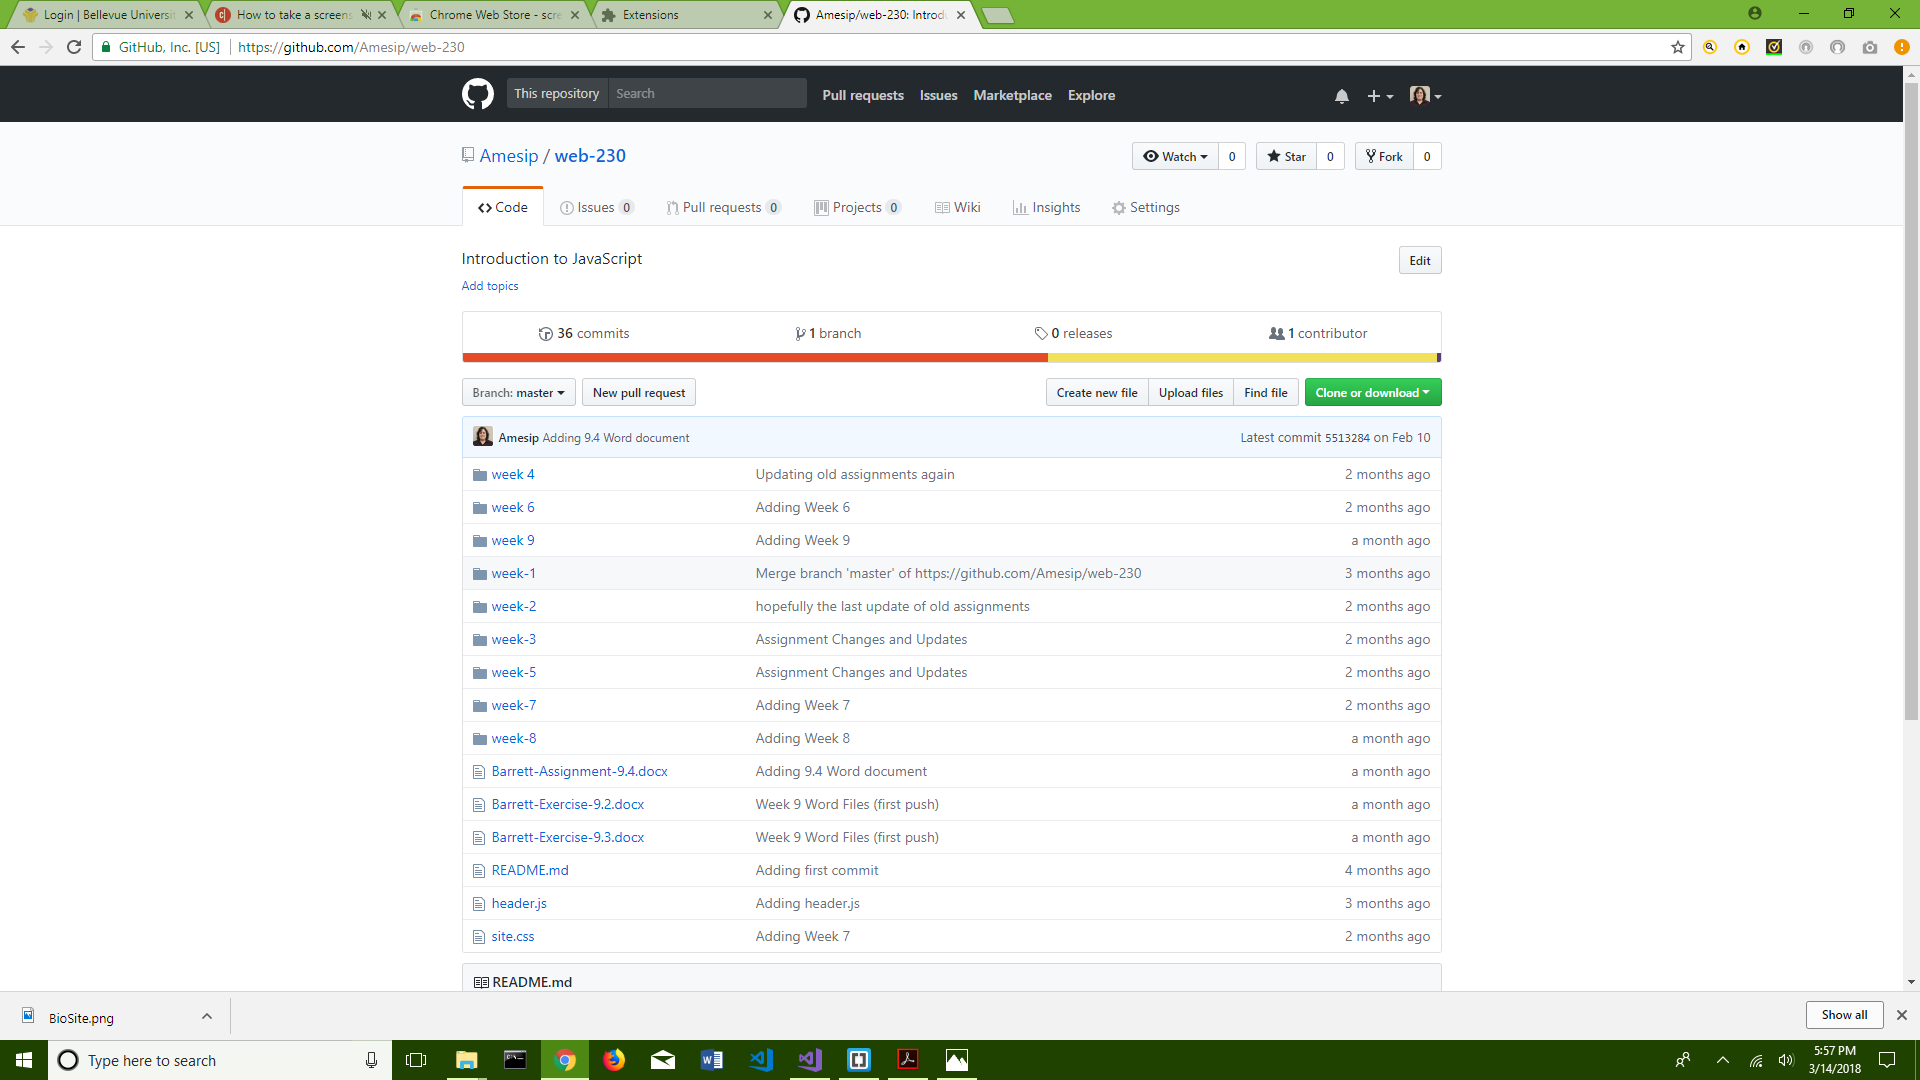 Login | Bellevue Universit
How to take a screens
Chrome Web Store - scre
Extensions
Amesip/web-230: Introdu
GitHub, Inc. [US]
https://github.com/Amesip/web-230
This repository
Search
Pull requests
Issues
Marketplace
Explore
Amesip / web-230
Watch 0
Star 0
Fork 0
Code
Issues 0
Pull requests 0
Projects 0
Wiki
Insights
Settings
Introduction to JavaScript
Edit
Add topics
36 commits
1 branch
0 releases
1 contributor
Branch: master
New pull request
Create new file
Upload files
Find file
Clone or download
Amesip Adding 9.4 Word document
Latest commit 5513284 on Feb 10
week 4 Updating old assignments again 2 months ago
week 6 Adding Week 6 2 months ago
week 9 Adding Week 9 a month ago
week-1 Merge branch 'master' of https://github.com/Amesip/web-230 3 months ago
week-2 hopefully the last update of old assignments 2 months ago
week-3 Assignment Changes and Updates 2 months ago
week-5 Assignment Changes and Updates 2 months ago
week-7 Adding Week 7 2 months ago
week-8 Adding Week 8 a month ago
Barrett-Assignment-9.4.docx Adding 9.4 Word document a month ago
Barrett-Exercise-9.2.docx Week 9 Word Files (first push) a month ago
Barrett-Exercise-9.3.docx Week 9 Word Files (first push) a month ago
README.md Adding first commit 4 months ago
header.js Adding header.js 3 months ago
site.css Adding Week 7 2 months ago
README.md
BioSite.png
Show all
Type here to search
5:57 PM
3/14/2018